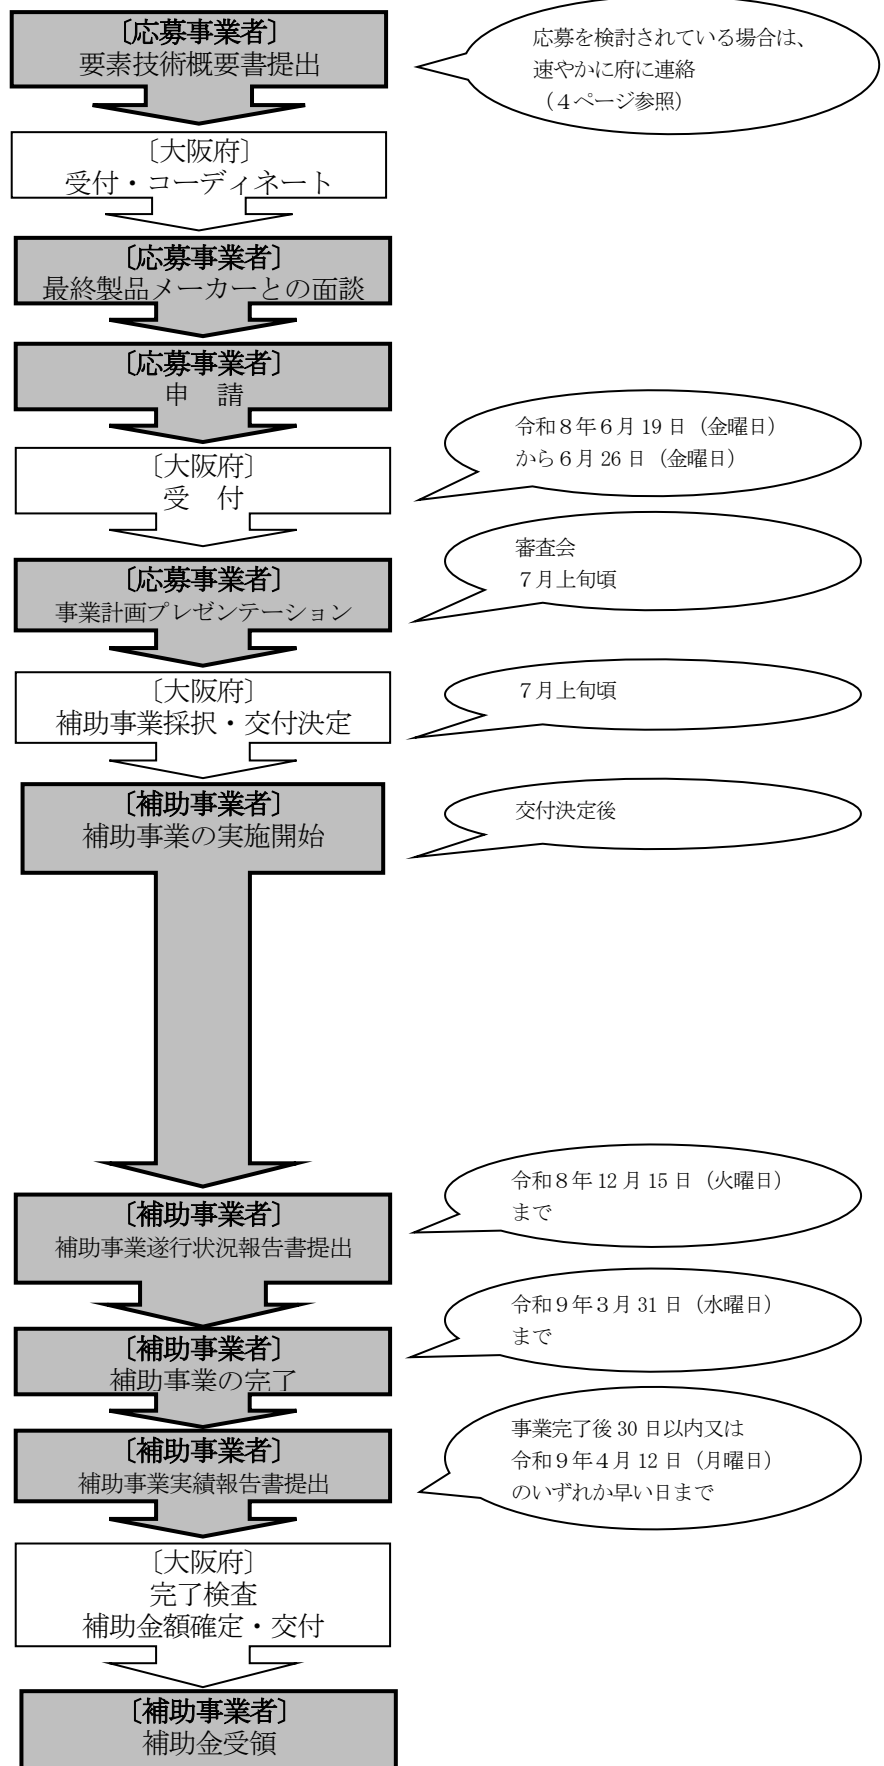 〔応募事業者〕
要素技術概要書提出
応募を検討されている場合は、
速やかに府に連絡
（４ページ参照）
〔大阪府〕
受付・コーディネート
〔応募事業者〕
最終製品メーカーとの面談
〔応募事業者〕
申　請
令和８年６月 19 日（金曜日）
から６月 26 日（金曜日）
〔大阪府〕
受　付
審査会
７月上旬頃
〔応募事業者〕
事業計画プレゼンテーション
〔大阪府〕
補助事業採択・交付決定
７月上旬頃
〔補助事業者〕
補助事業の実施開始
交付決定後
〔補助事業者〕
補助事業遂行状況報告書提出
令和８年 12 月 15 日（火曜日）
まで
〔補助事業者〕
補助事業の完了
令和９年３月 31 日（水曜日）
まで
〔補助事業者〕
補助事業実績報告書提出
事業完了後 30 日以内又は
令和９年４月 12 日（月曜日）
のいずれか早い日まで
〔大阪府〕
完了検査
補助金額確定・交付
〔補助事業者〕
補助金受領